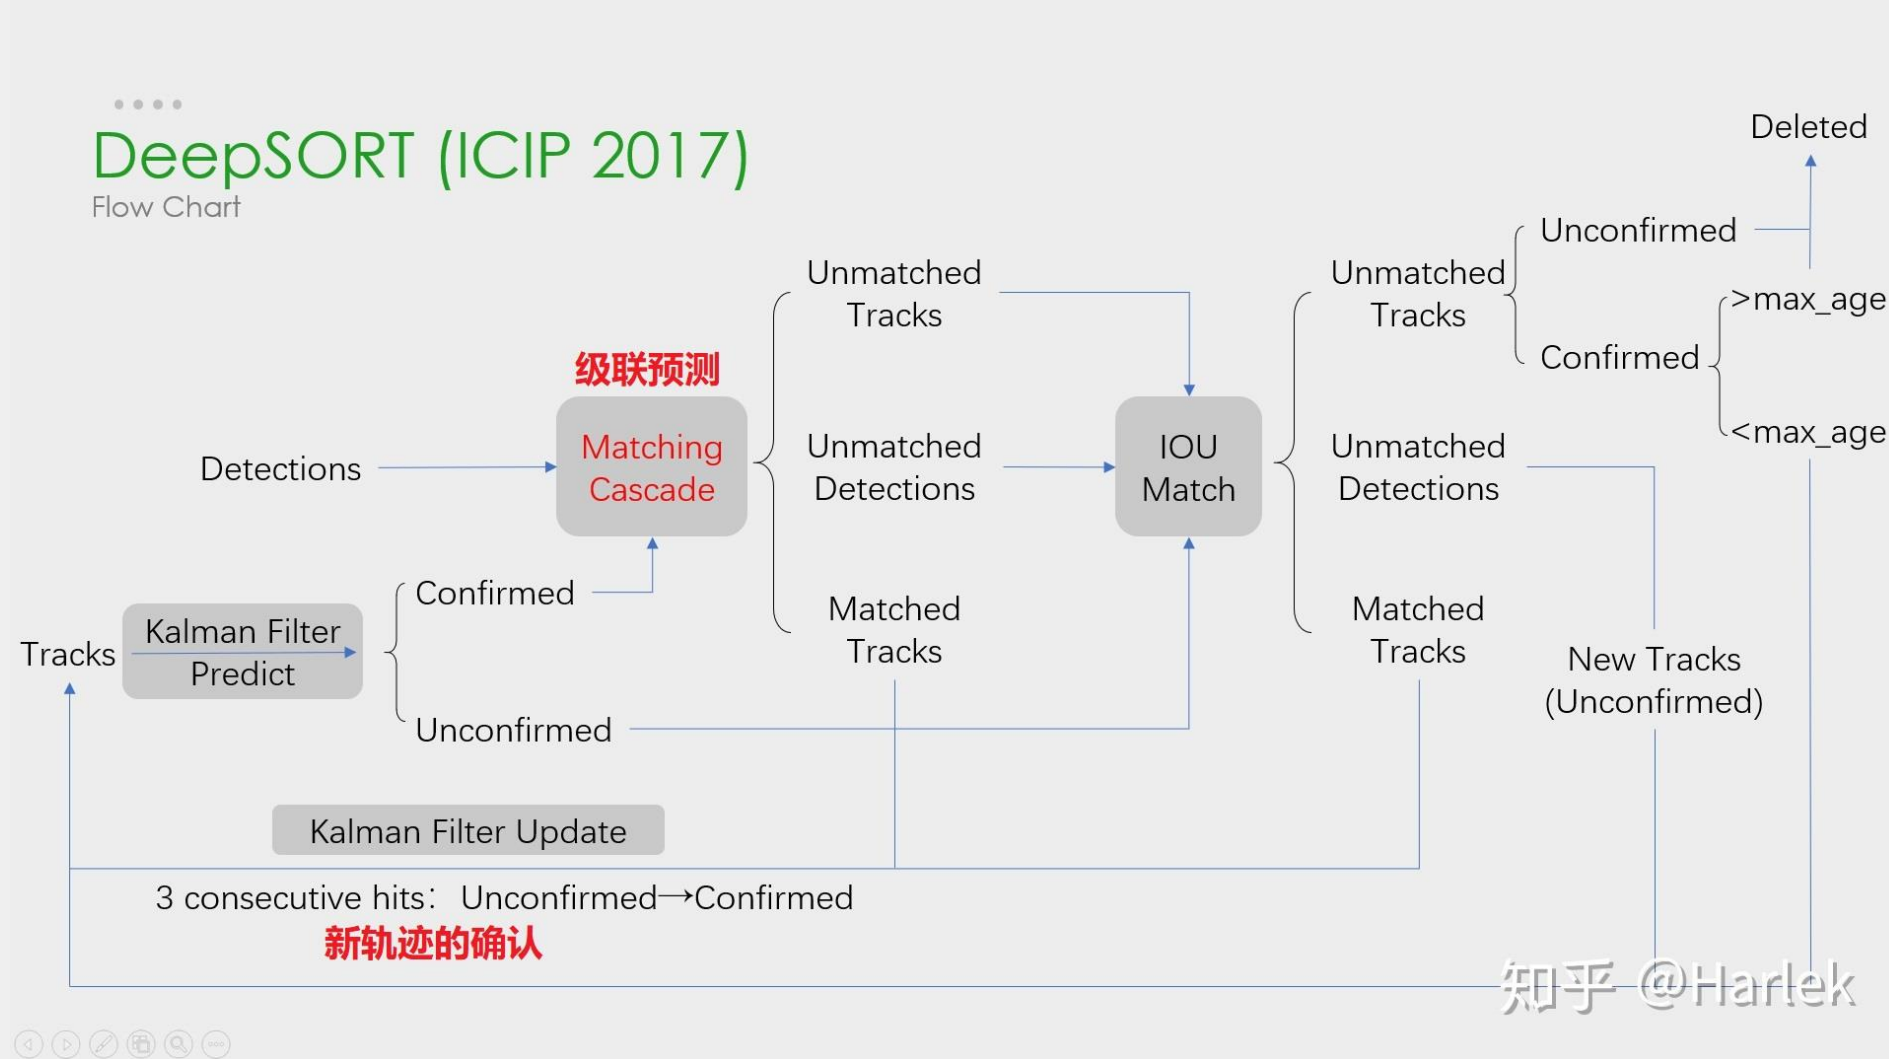 DeepSORT (ICIP 2017)
Flow Chart
Deleted
Unconfirmed
Unmatched
Tracks
Unmatched
Tracks
>max_age
级联预测
Confirmed
Matching
Cascade
Unmatched
Detections
IOU
Match
Unmatched
Detections
<max_age
Detections
Confirmed
Matched
Tracks
Matched
Tracks
Tracks
Kalman Filter
Predict
New Tracks
(Unconfirmed)
Unconfirmed
Kalman Filter Update
3 consecutive hits： Unconfirmed→Confirmed
新轨迹的确认
知乎 @Harlek